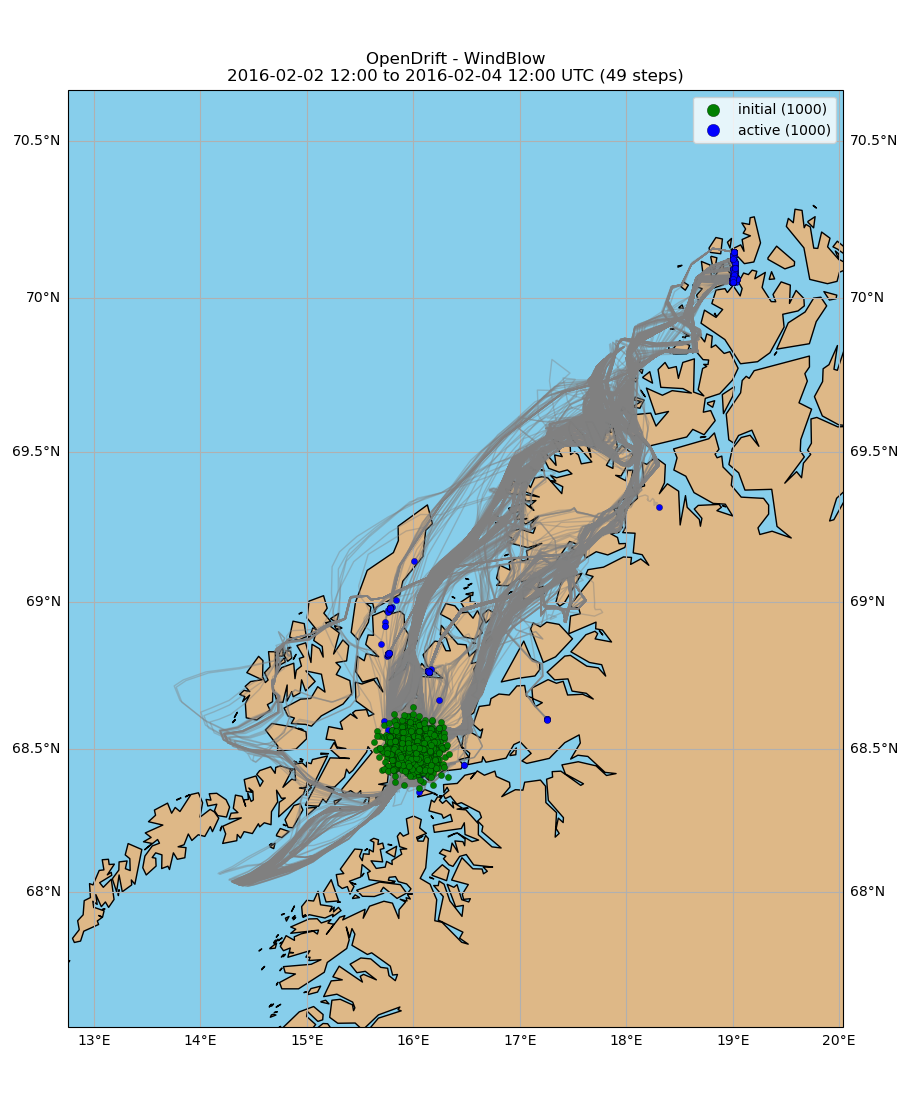 OpenDrift - WindBlow
2016-02-02 12:00 to 2016-02-04 12:00 UTC (49 steps)
initial (1000)
active (1000)
70.5°N
70.5°N
70°N
70°N
69.5°N
69.5°N
69°N
69°N
68.5°N
68.5°N
68°N
68°N
13°E 14°E 15°E 16°E 17°E 18°E 19°E 20°E